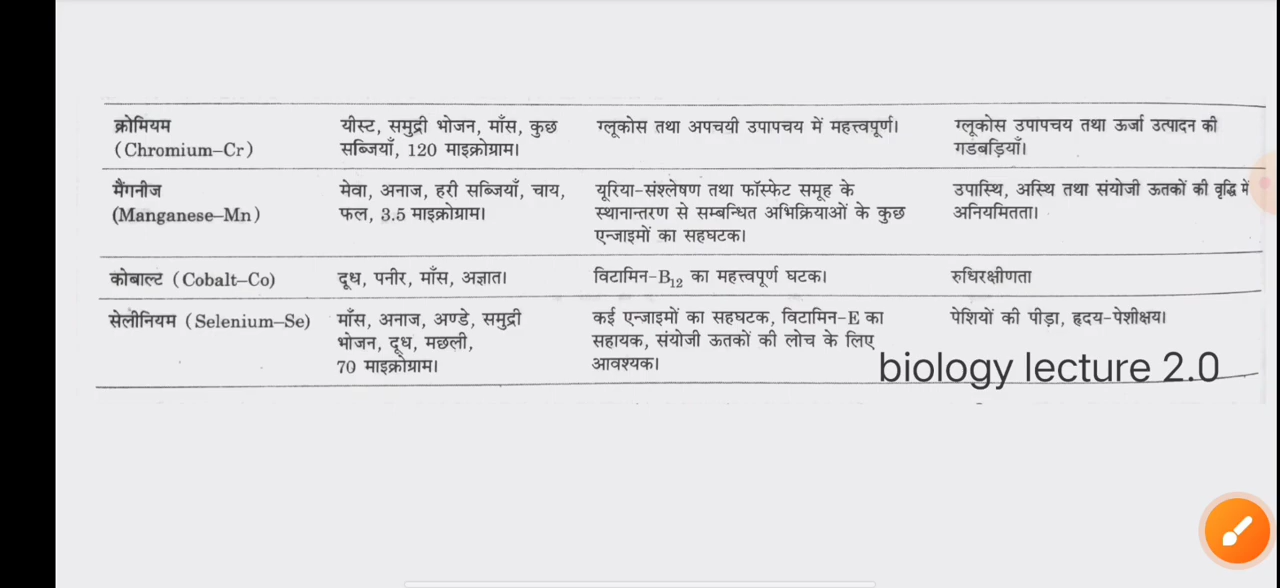 क्रोमियम
(Chromium–Cr)
यीस्ट, समुद्री भोजन, माँस, कुछ
सब्जियाँ, 120 माइक्रोग्राम।
ग्लूकोस तथा अपचयी उपापचय में महत्त्वपूर्ण।
ग्लूकोस उपापचय तथा ऊर्जा उत्पादन की
गडबड़ियाँ।
मैंगनीज
(Manganese–Mn)
मेवा, अनाज, हरी सब्जियाँ, चाय,
फल, 3.5 माइक्रोग्राम।
यूरिया-संश्लेषण तथा फॉस्फेट समूह के
स्थानान्तरण से सम्बन्धित अभिक्रियाओं के कुछ
एन्जाइमों का सहघटक।
उपास्थि, अस्थि तथा संयोजी ऊतकों की वृद्धि में
अनियमितता।
कोबाल्ट (Cobalt–Co)
दूध, पनीर, माँस, अज्ञात।
विटामिन-B₁₂ का महत्त्वपूर्ण घटक।
रुधिरक्षीणता
सेलीनियम (Selenium–Se)
माँस, अनाज, अण्डे, समुद्री
भोजन, दूध, मछली,
70 माइक्रोग्राम।
कई एन्जाइमों का सहघटक, विटामिन-E का
सहायक, संयोजी ऊतकों की लोच के लिए
आवश्यक।
पेशियों की पीड़ा, हृदय-पेशीक्षय।
biology lecture 2.0